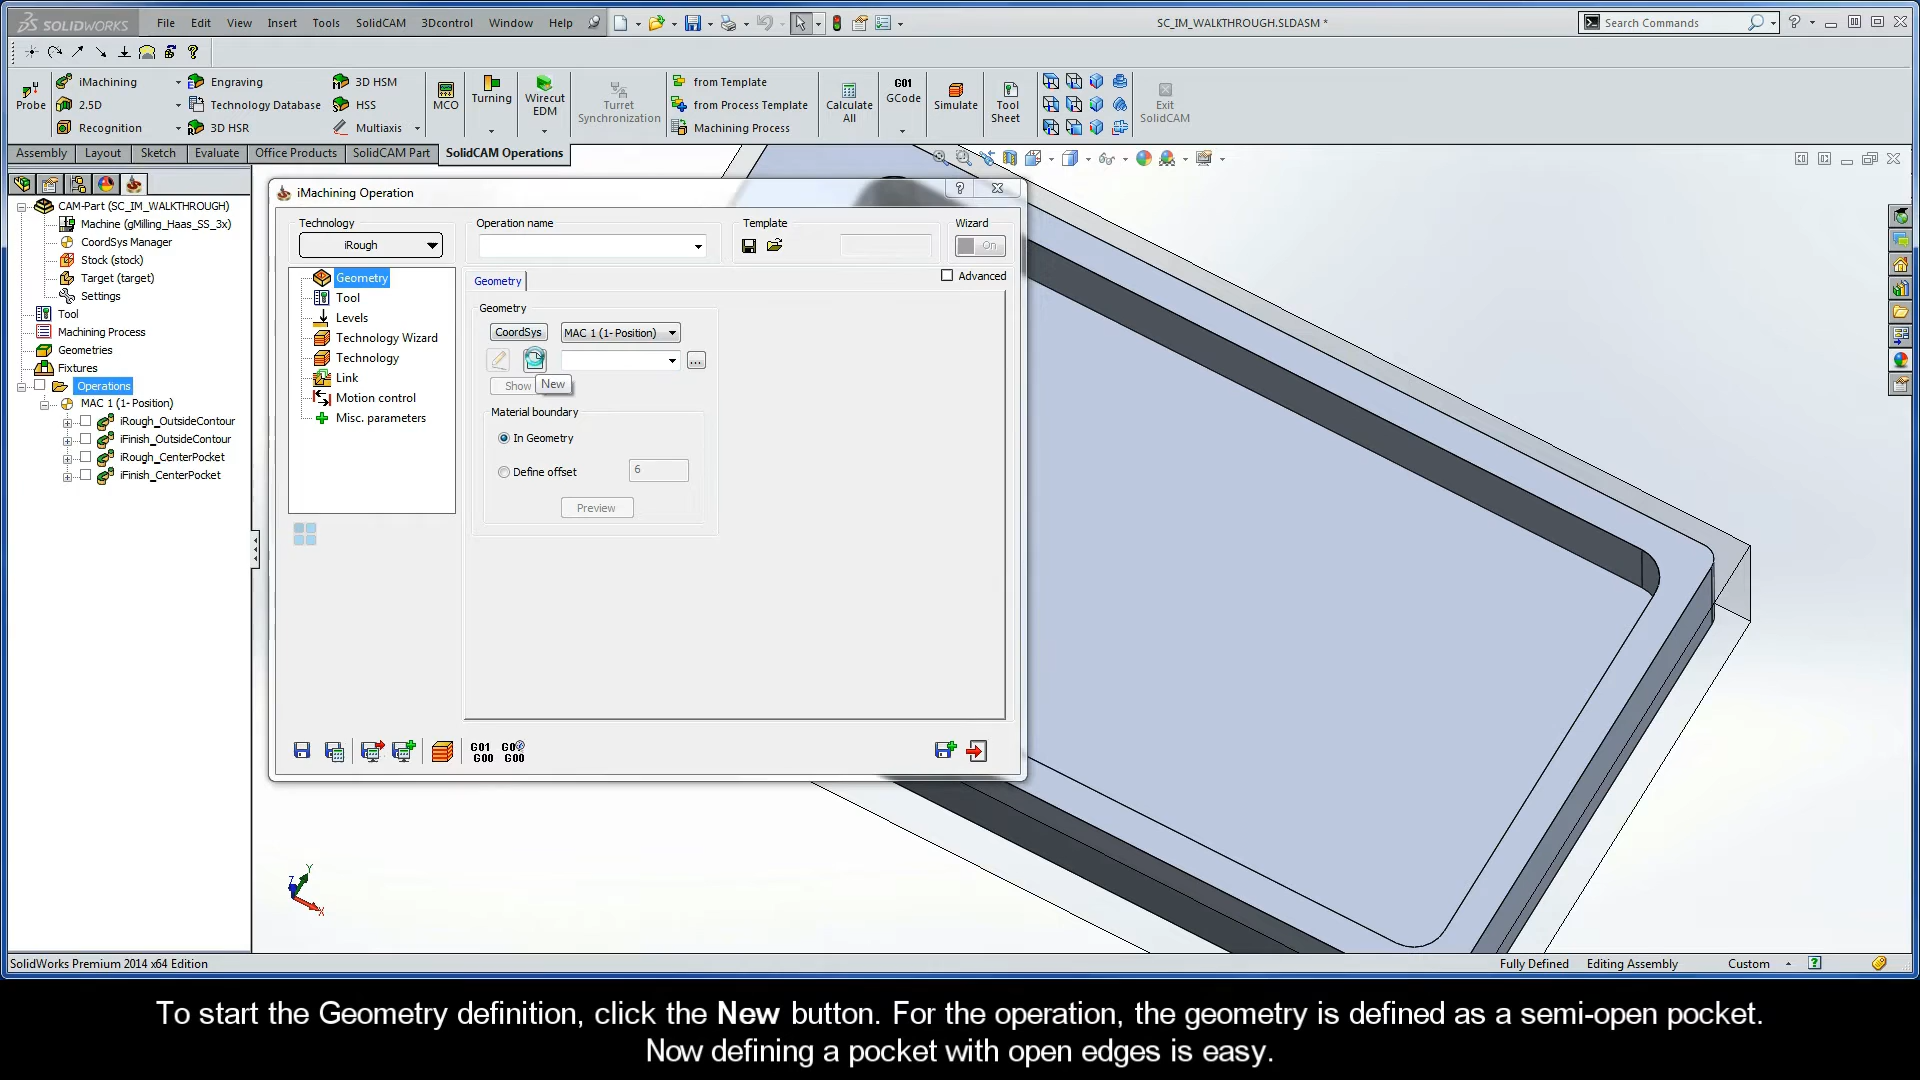 SOLIDWORKS File Edit View Insert Tools SolidCAM 3Dcontrol Window Help SC_IM_WALKTHROUGH.SLDASM * Search Commands
iMachining Engraving 3D HSM from Template
Probe 2.5D Technology Database HSS MCO Turning Wirecut EDM Turret Synchronization from Process Template Calculate All G01 GCode Simulate Tool Sheet Exit SolidCAM
Recognition 3D HSR Multiaxis Machining Process
Assembly Layout Sketch Evaluate Office Products SolidCAM Part SolidCAM Operations
CAM-Part (SC_IM_WALKTHROUGH)
Machine (gMilling_Haas_SS_3x)
CoordSys Manager
Stock (stock)
Target (target)
Settings
Tool
Machining Process
Geometries
Fixtures
Operations
MAC 1 (1- Position)
iRough_OutsideContour
iFinish_OutsideContour
iRough_CenterPocket
iFinish_CenterPocket
iMachining Operation
Technology Operation name Template Wizard
iRough On
Geometry
Tool
Levels
Technology Wizard
Technology
Link
Motion control
Misc. parameters
Geometry Advanced
Geometry
CoordSys MAC 1 (1- Position)
...
Show New
Material boundary
In Geometry
Define offset 6
Preview
G01 G00
G00
Z Y X
SolidWorks Premium 2014 x64 Edition Fully Defined Editing Assembly Custom
To start the Geometry definition, click the New button. For the operation, the geometry is defined as a semi-open pocket.
Now defining a pocket with open edges is easy.